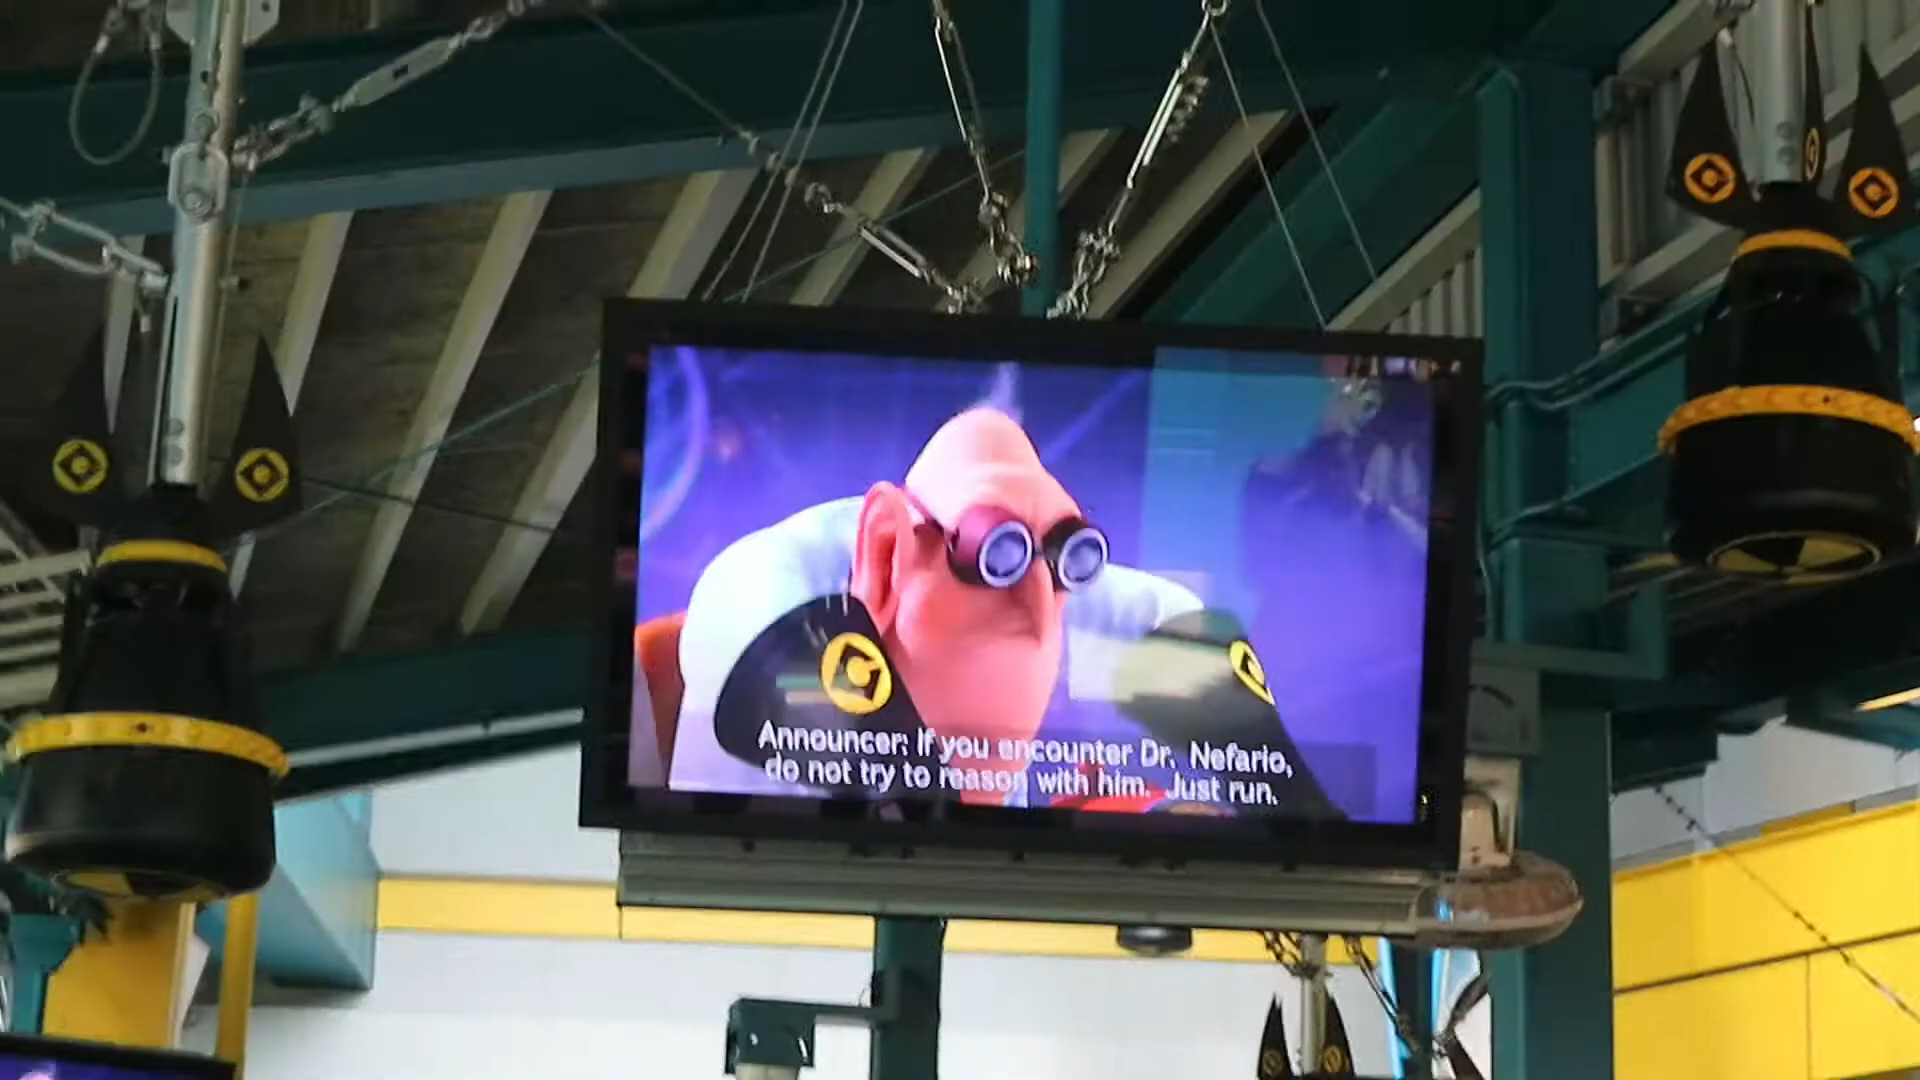 Announcer: If you encounter Dr. Nefario,
do not try to reason with him. Just run.